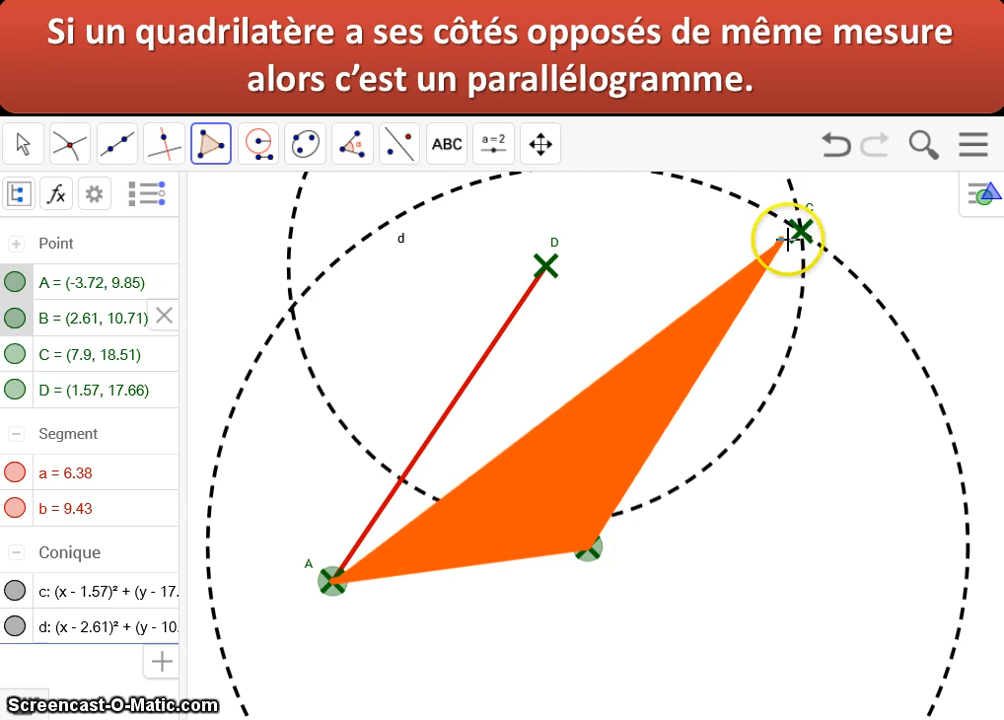 Si un quadrilatère a ses côtés opposés de même mesure
alors c’est un parallélogramme.
ABC
a=2
α
fx
Point
A = (-3.72, 9.85)
B = (2.61, 10.71)
C = (7.9, 18.51)
D = (1.57, 17.66)
Segment
a = 6.38
b = 9.43
Conique
c: (x - 1.57)² + (y - 17.
d: (x - 2.61)² + (y - 10.
d
D
C
A
Screencast-O-Matic.com